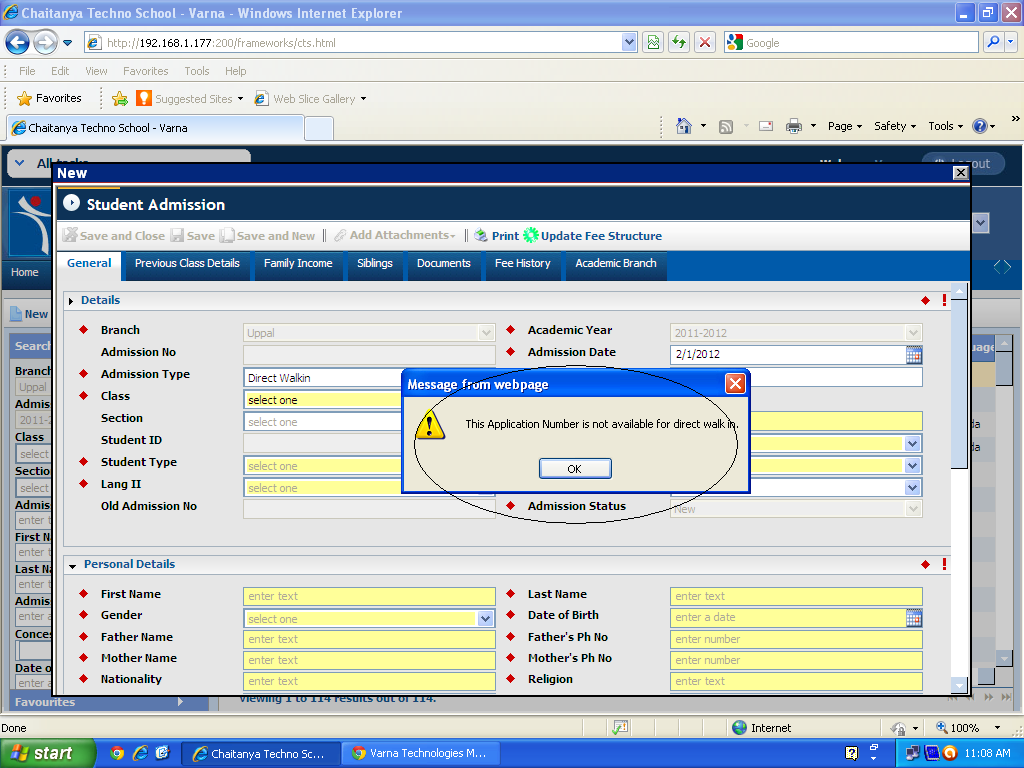 Chaitanya Techno School - Varna - Windows Internet Explorer
http://192.168.1.177:200/frameworks/cts.html
Google
File Edit View Favorites Tools Help
Favorites Suggested Sites Web Slice Gallery
Chaitanya Techno School - Varna
Page Safety Tools
All tasks
Logout
New
Student Admission
Save and Close Save Save and New Add Attachments Print Update Fee Structure
General Previous Class Details Family Income Siblings Documents Fee History Academic Branch
Home
New
Search
Branch
Uppal
Admis
2011-
Class
select
Section
select
Admiss
enter t
First N
enter t
Last Na
enter t
Admis
enter a
Conces
Date o
enter a
Favourites
uage
Details
Branch Uppal Academic Year 2011-2012
Admission No Admission Date 2/1/2012
Admission Type Direct Walkin
Class select one
Section select one
Student ID
Student Type select one
Lang II select one
Old Admission No Admission Status New
Message from webpage
This Application Number is not available for direct walk in.
OK
Personal Details
First Name enter text Last Name enter text
Gender select one Date of Birth enter a date
Father Name enter text Father's Ph No enter number
Mother Name enter text Mother's Ph No enter number
Nationality enter text Religion enter text
Viewing 1 to 114 results out of 114.
Done Internet 100%
start Chaitanya Techno Sc... Varna Technologies M... 11:08 AM